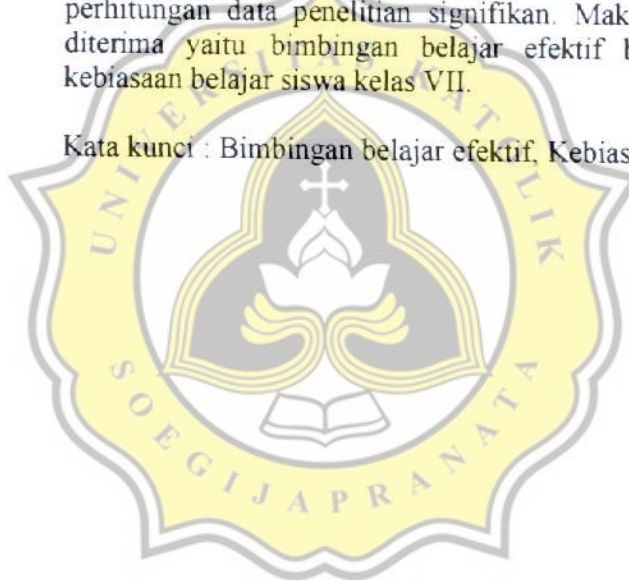 perhitungan data penelitian signifikan. Mak
diterima yaitu bimbingan belajar efektif b
kebiasaan belajar siswa kelas VII.
Kata kunci : Bimbingan belajar efektif, Kebias
UNIVERSITAS KATOLIK
SOEGIJAPRANATA